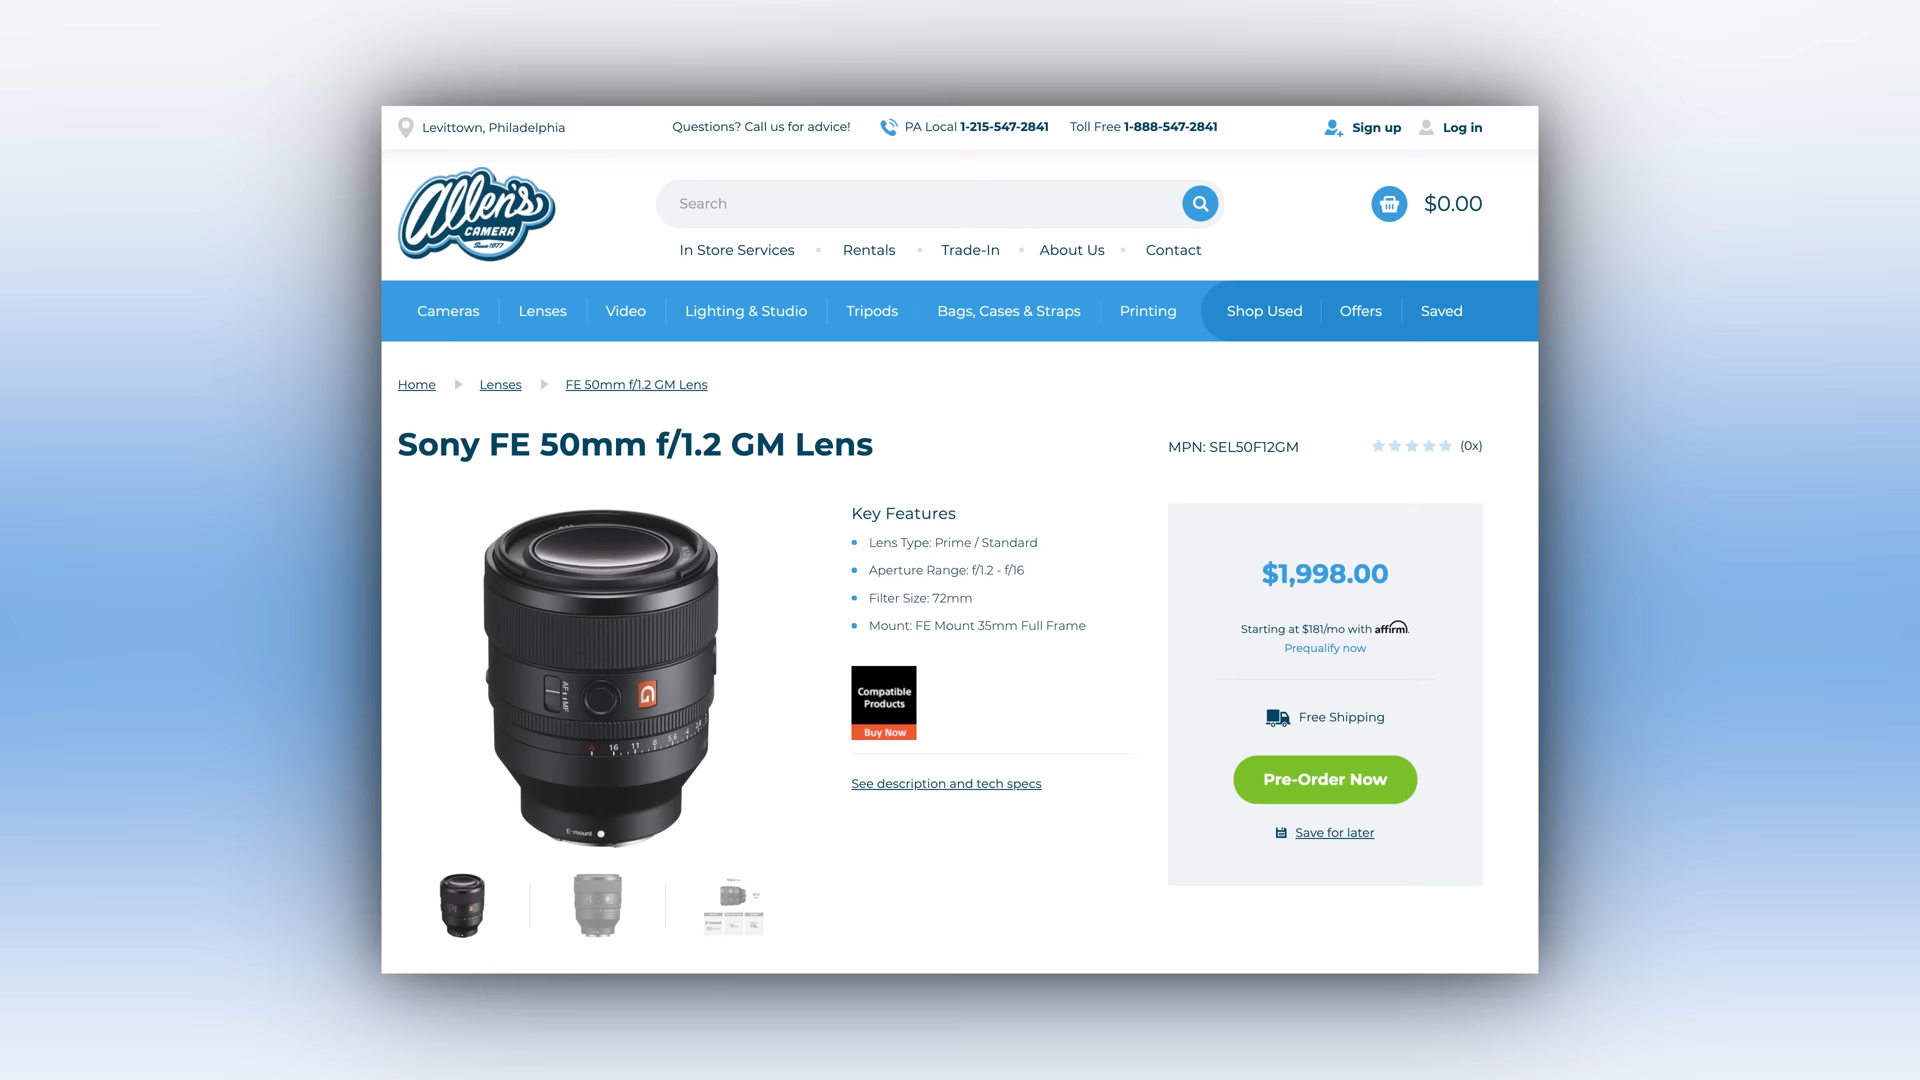 Levittown, Philadelphia
Questions? Call us for advice!
PA Local 1-215-547-2841
Toll Free 1-888-547-2841
Sign up
Log in
Allen's
CAMERA
Since 1977
Search
$0.00
In Store Services
Rentals
Trade-In
About Us
Contact
Cameras
Lenses
Video
Lighting & Studio
Tripods
Bags, Cases & Straps
Printing
Shop Used
Offers
Saved
Home
Lenses
FE 50mm f/1.2 GM Lens
Sony FE 50mm f/1.2 GM Lens
MPN: SEL50F12GM
(0x)
AF MF
G
A 16 11 8 5.6 4 2.8
E-mount
Key Features
Lens Type: Prime / Standard
Aperture Range: f/1.2 - f/16
Filter Size: 72mm
Mount: FE Mount 35mm Full Frame
Compatible
Products
Buy Now
See description and tech specs
$1,998.00
Starting at $181/mo with affirm.
Prequalify now
Free Shipping
Pre-Order Now
Save for later